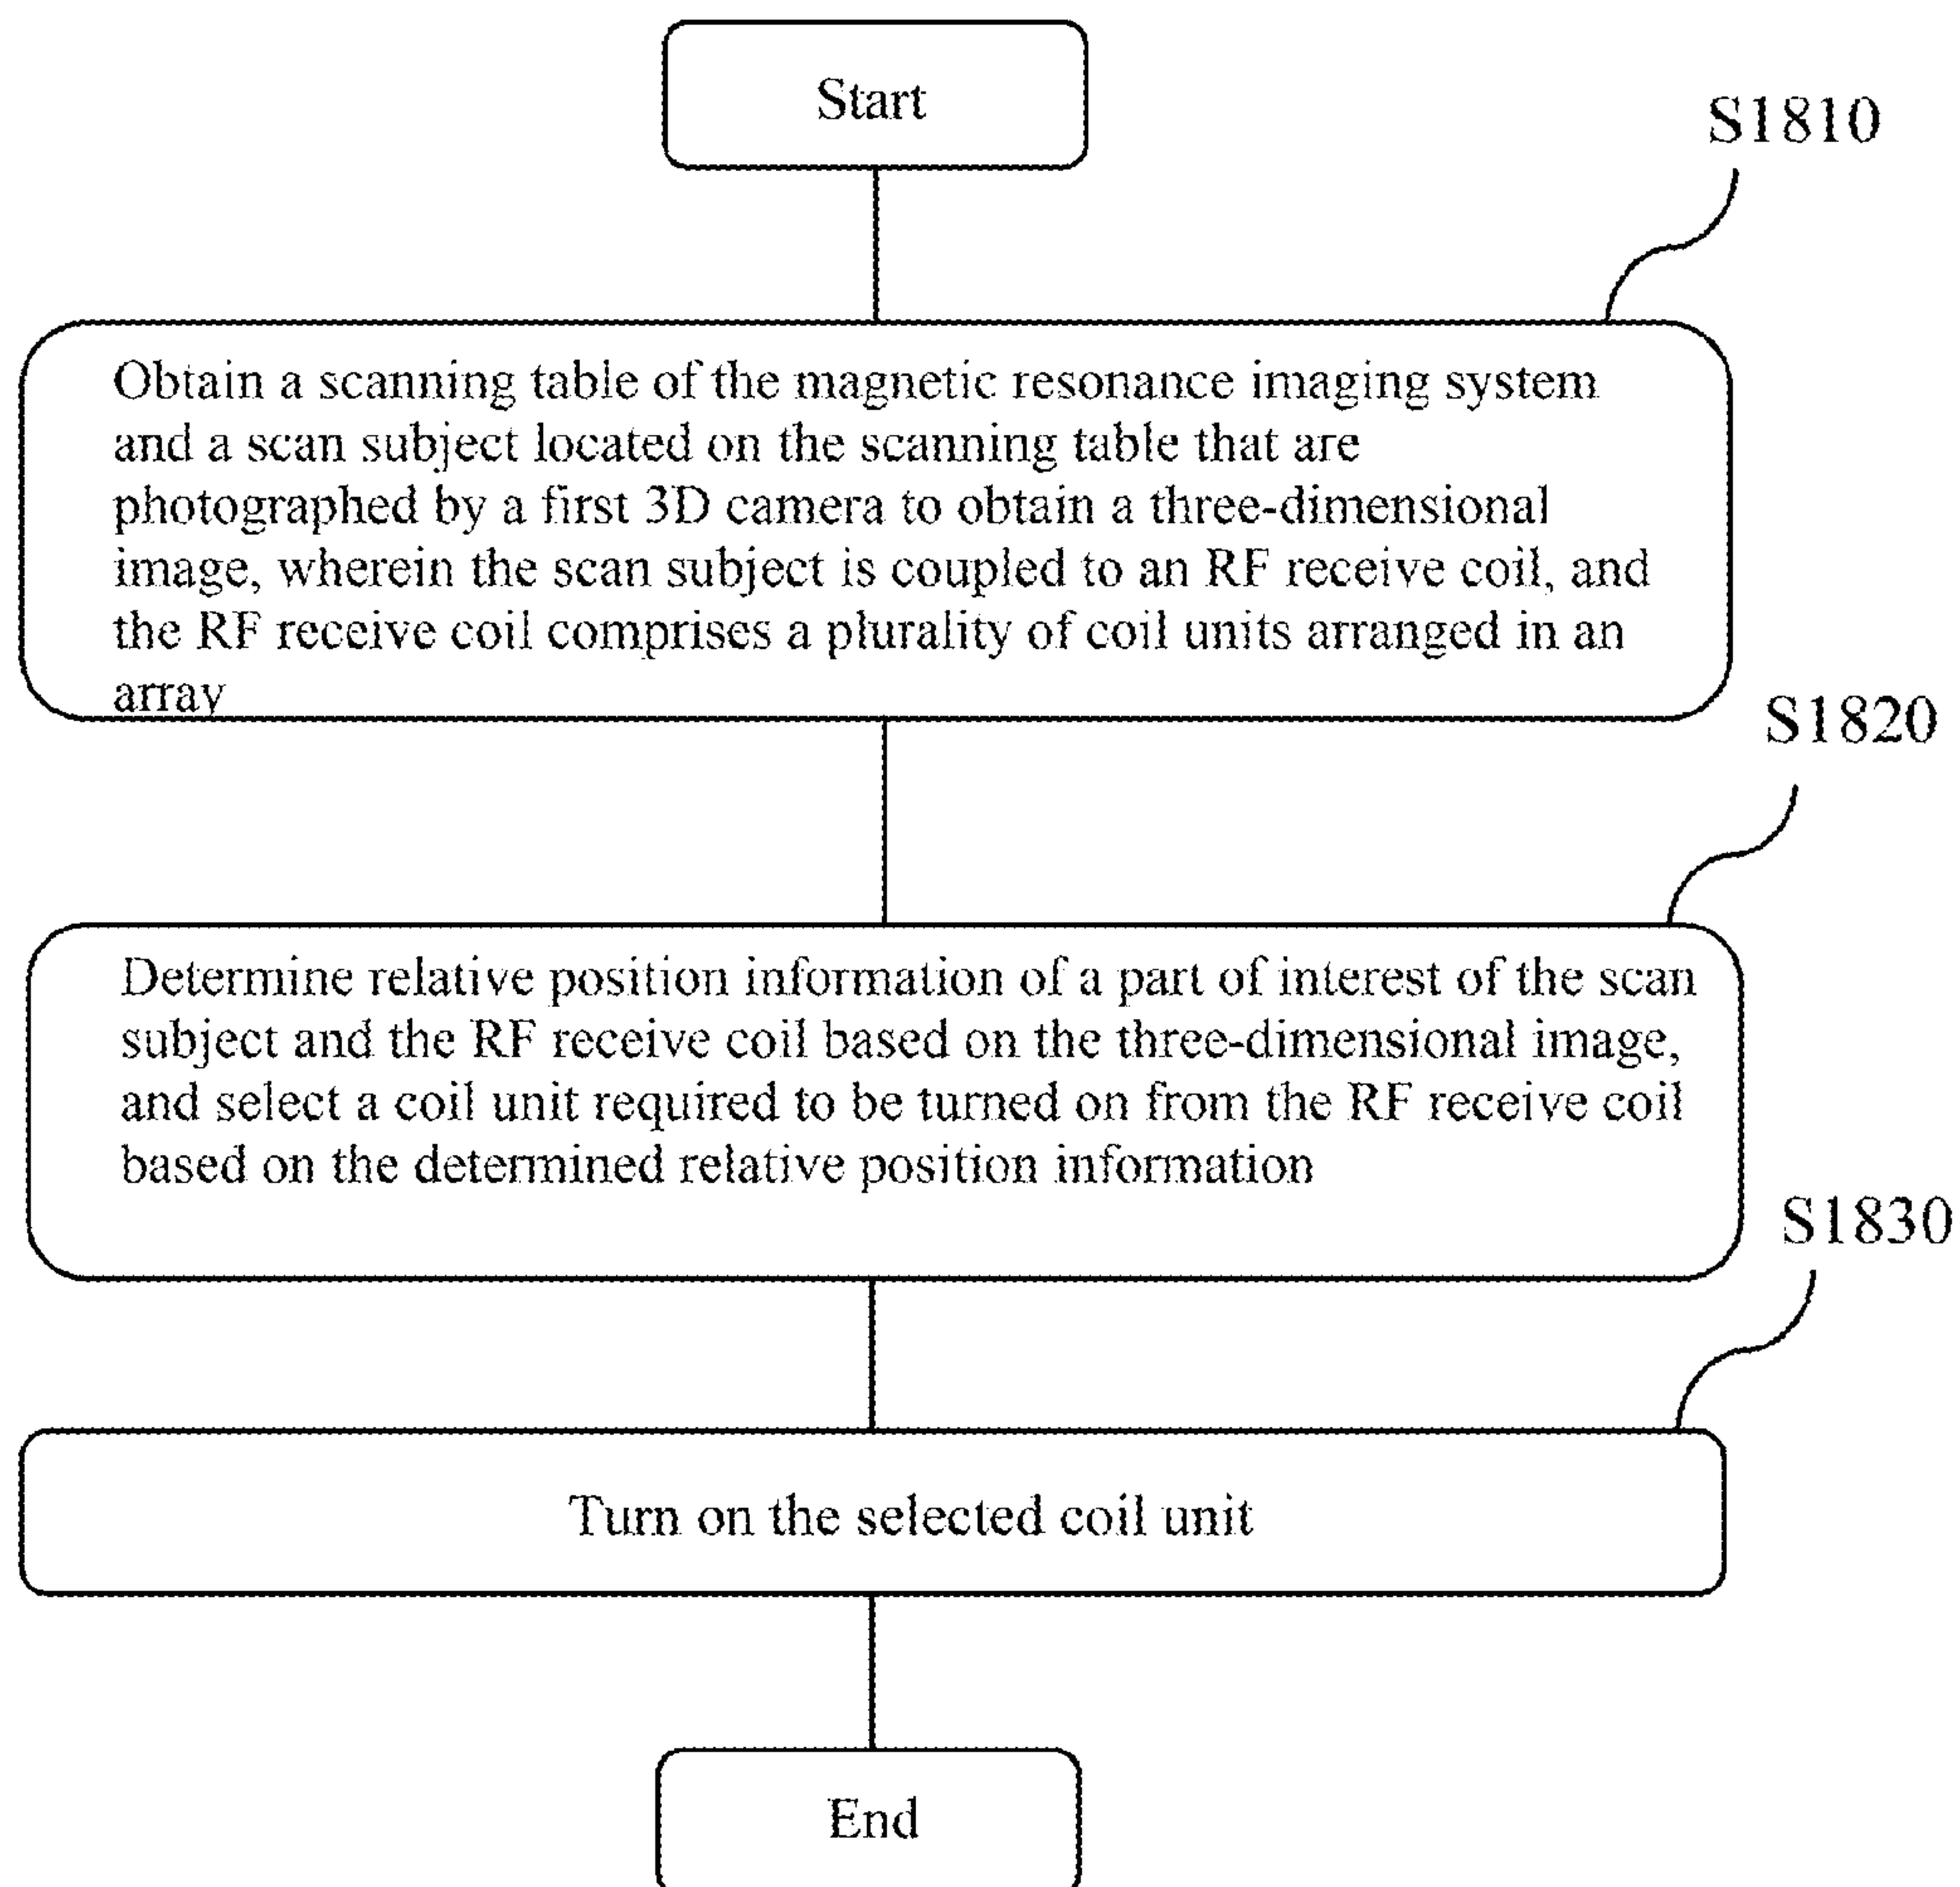 Start
S1810
Obtain a scanning table of the magnetic resonance imaging system
and a scan subject located on the scanning table that are
photographed by a first 3D camera to obtain a three-dimensional
image, wherein the scan subject is coupled to an RF receive coil, and
the RF receive coil comprises a plurality of coil units arranged in an
array
S1820
Determine relative position information of a part of interest of the scan
subject and the RF receive coil based on the three-dimensional image,
and select a coil unit required to be turned on from the RF receive coil
based on the determined relative position information
S1830
Turn on the selected coil unit
End